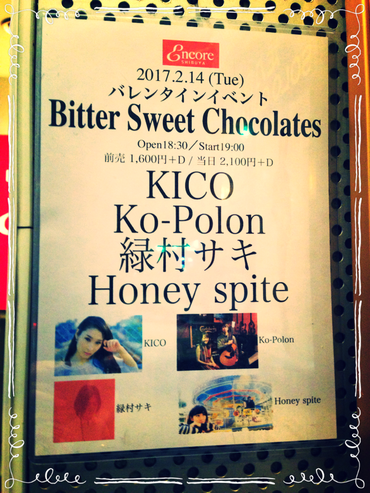 Encore
SHIBUYA
2017.2.14 (Tue)
バレンタインイベント
Bitter Sweet Chocolates
Open18:30／Start19:00
前売 1,600円+D / 当日 2,100円+D
KICO
Ko-Polon
緑村サキ
Honey spite
KICO
Ko-Polon
緑村サキ
Honey spite